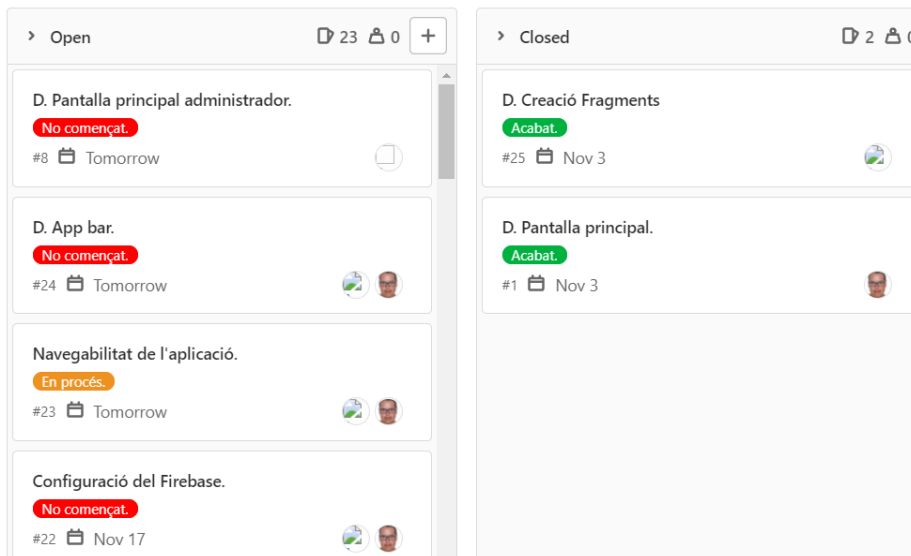 Open 23 0
D. Pantalla principal administrador.
No començat.
#8 Tomorrow
D. App bar.
No començat.
#24 Tomorrow
Navegabilitat de l'aplicació.
En procés.
#23 Tomorrow
Configuració del Firebase.
No començat.
#22 Nov 17
Closed 2 0
D. Creació Fragments
Acabat.
#25 Nov 3
D. Pantalla principal.
Acabat.
#1 Nov 3